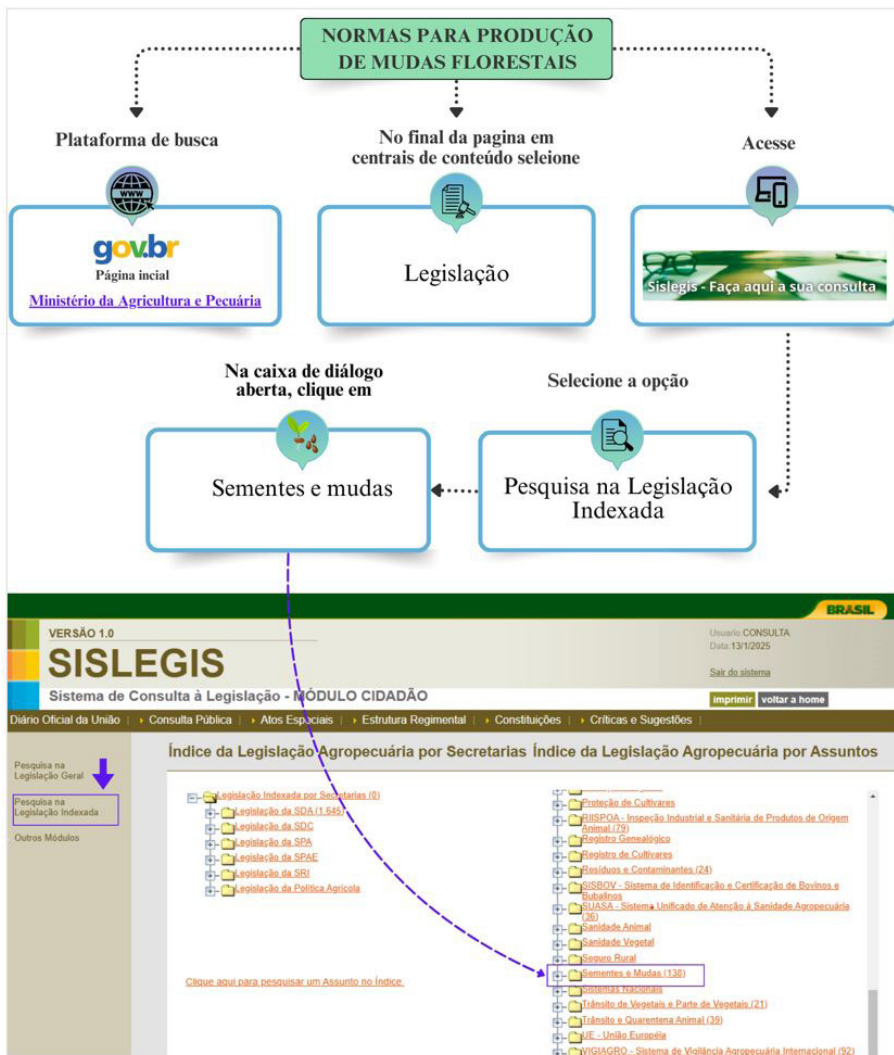 NORMAS PARA PRODUÇÃO
DE MUDAS FLORESTAIS
Plataforma de busca
www
gov.br
Página incial
Ministério da Agricultura e Pecuária
No final da pagina em
centrais de conteúdo seleione
Legislação
Acesse
Sislegis - Faça aqui a sua consulta
Selecione a opção
Pesquisa na Legislação
Indexada
Na caixa de diálogo
aberta, clique em
Sementes e mudas
BRASIL
VERSÃO 1.0
SISLEGIS
Sistema de Consulta à Legislação - MÓDULO CIDADÃO
Usuario:CONSULTA
Data:13/1/2025
Sair do sistema
imprimir voltar a home
Diário Oficial da União Consulta Pública Atos Especiais Estrutura Regimental Constituições Críticas e Sugestões
Pesquisa na
Legislação Geral
Pesquisa na
Legislação Indexada
Outros Módulos
Índice da Legislação Agropecuária por Secretarias
Legislação Indexada por Secretarias (0)
Legislação da SDA (1.645)
Legislação da SDC
Legislação da SPA
Legislação da SPAE
Legislação da SRI
Legislação da Política Agrícola
Clique aqui para pesquisar um Assunto no Índice.
Índice da Legislação Agropecuária por Assuntos
Proteção de Cultivares
RIISPOA - Inspeção Industrial e Sanitária de Produtos de Origem
Animal (79)
Registro Genealógico
Registro de Cultivares
Resíduos e Contaminantes (24)
SISBOV - Sistema de Identificação e Certificação de Bovinos e
Bubalinos
SUASA - Sistema Unificado de Atenção à Sanidade Agropecuária
(36)
Sanidade Animal
Sanidade Vegetal
Seguro Rural
Sementes e Mudas (130)
Sistemas Nacionais
Trânsito de Vegetais e Parte de Vegetais (21)
Trânsito e Quarentena Animal (39)
UE - União Européia
VIGIAGRO - Sistema de Vigilância Agropecuária Internacional (92)